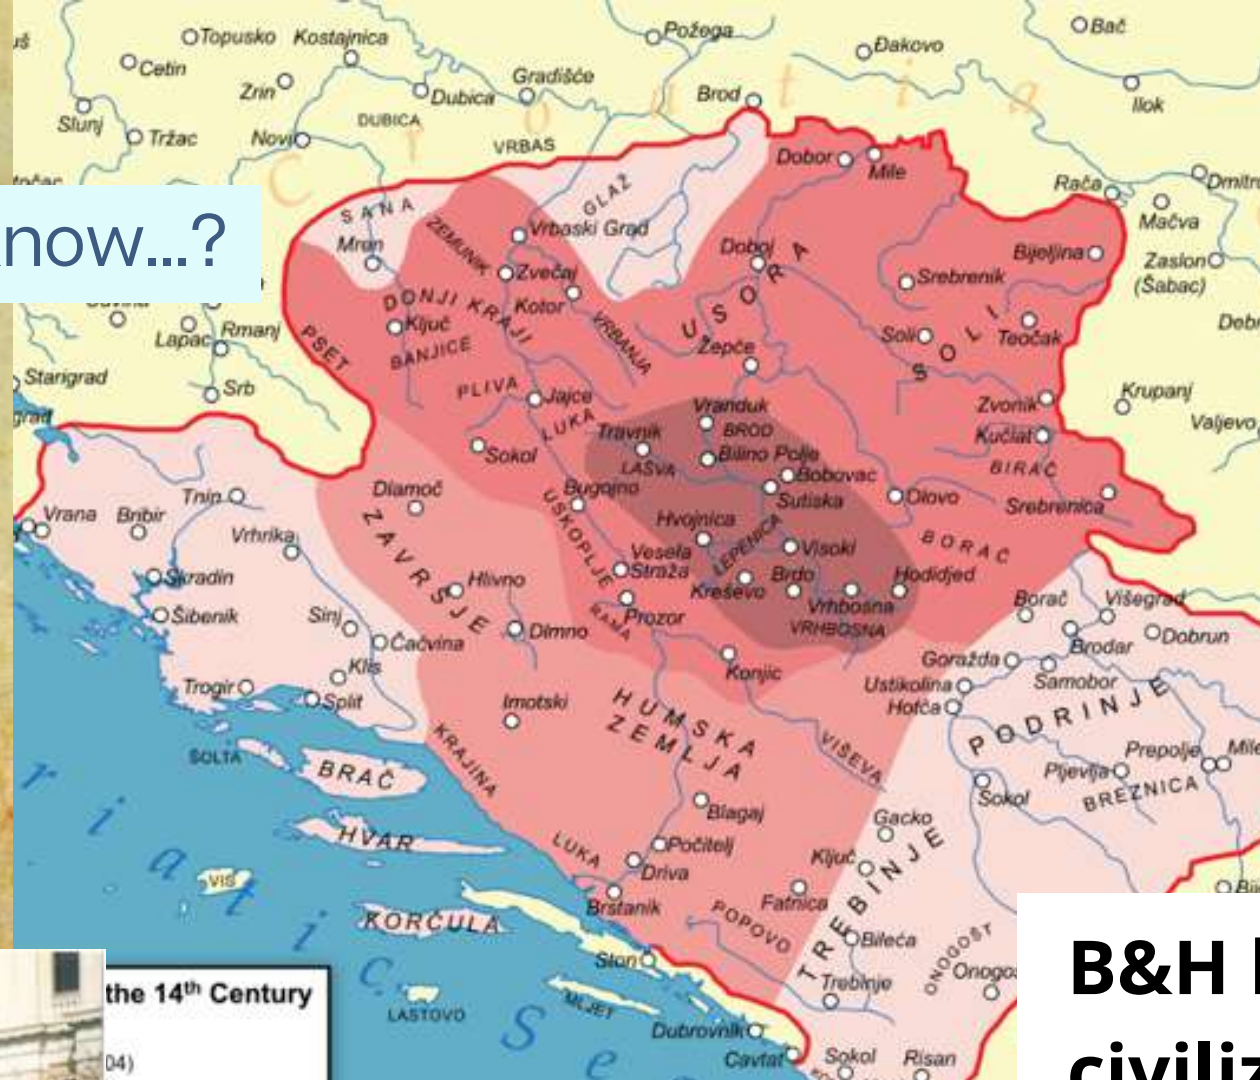 Topusko
Kostajnica
Požega
Đakovo
Bač
Cetin
Zrin
Gradišće
Dubica
Brod
Ilok
Slunj
Tržac
Novi
DUBICA
VRBAS
Croatia
Dobor
Mile
Rača
Mačva
now...?
SANA
Mren
ZEMUNIK
GLAŽ
Vrbaski Grad
Doboj
USORA
Bijeljina
Zaslon
(Šabac)
Zvečaj
Kotor
Srebrenik
DONJI KRAJI
Ključ
BANJICE
VRBANJA
Soli
SOLI
Teočak
Lapac
Rmanj
PSET
Žepče
Starigrad
Srb
PLIVA
Jajce
LUKA
Vranduk
BROD
Zvonik
Krupanj
Valjevo
Kučlat
Travnik
LAŠVA
Bilino Polje
Bobovac
Sutiska
BIRAČ
Sokol
Tnip
Dlamoč
Bugojno
Olovo
Srebrenica
Vrana
Bribir
Vrhrika
ZAVRŠJE
USKOPLJE
Hvojnica
LEPENICA
Visoki
BORAČ
Skradin
Hlivno
Vesela
Straža
Kreševo
Brdo
Hodidjed
Vrhbosna
VRHBOSNA
Šibenik
Sinj
Čačvina
Dlmno
RAMA
Prozor
Borač
Višegrad
Dobrun
Brodar
Klis
Konjic
Goražda
Samobor
Trogir
Split
Imotski
HUMSKA
ZEMLJA
Ustikolina
Hotča
PODRINJE
ŠOLTA
BRAČ
KRAJINA
VIŠEVA
Prepolje
Pljevlja
BREZNICA
Sokol
HVAR
Blagaj
Gacko
LUKA
Počitelj
Ključ
Driva
VIS
Brštanik
Fatnica
KORČULA
POPOVO
TREBINJE
Bileća
ONOGOŠT
Ston
Trebinje
LASTOVO
MLJET
Dubrovnik
Cavtat
Sokol
Risan
the 14th Century
B&H